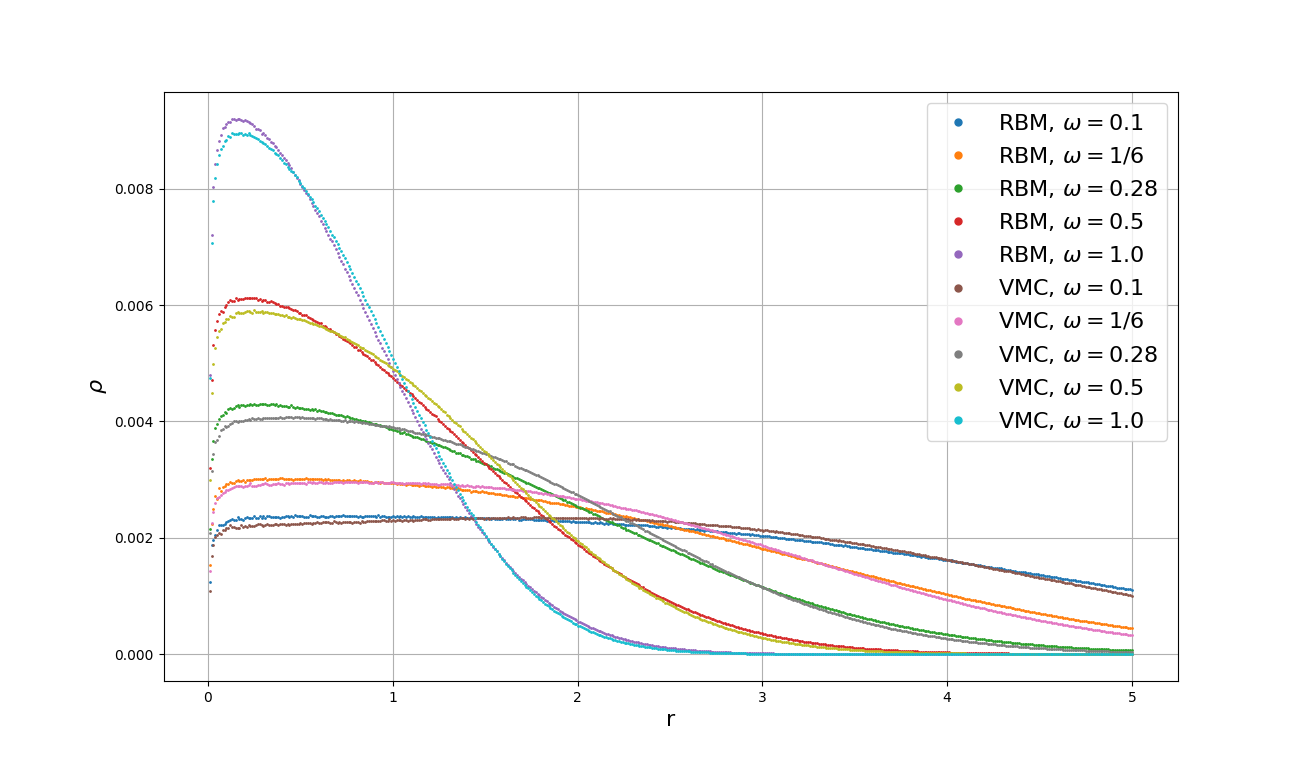 0.008
0.006
0.004
0.002
0.000
ρ
0
1
2
3
4
5
r
RBM, ω = 0.1
RBM, ω = 1/6
RBM, ω = 0.28
RBM, ω = 0.5
RBM, ω = 1.0
VMC, ω = 0.1
VMC, ω = 1/6
VMC, ω = 0.28
VMC, ω = 0.5
VMC, ω = 1.0